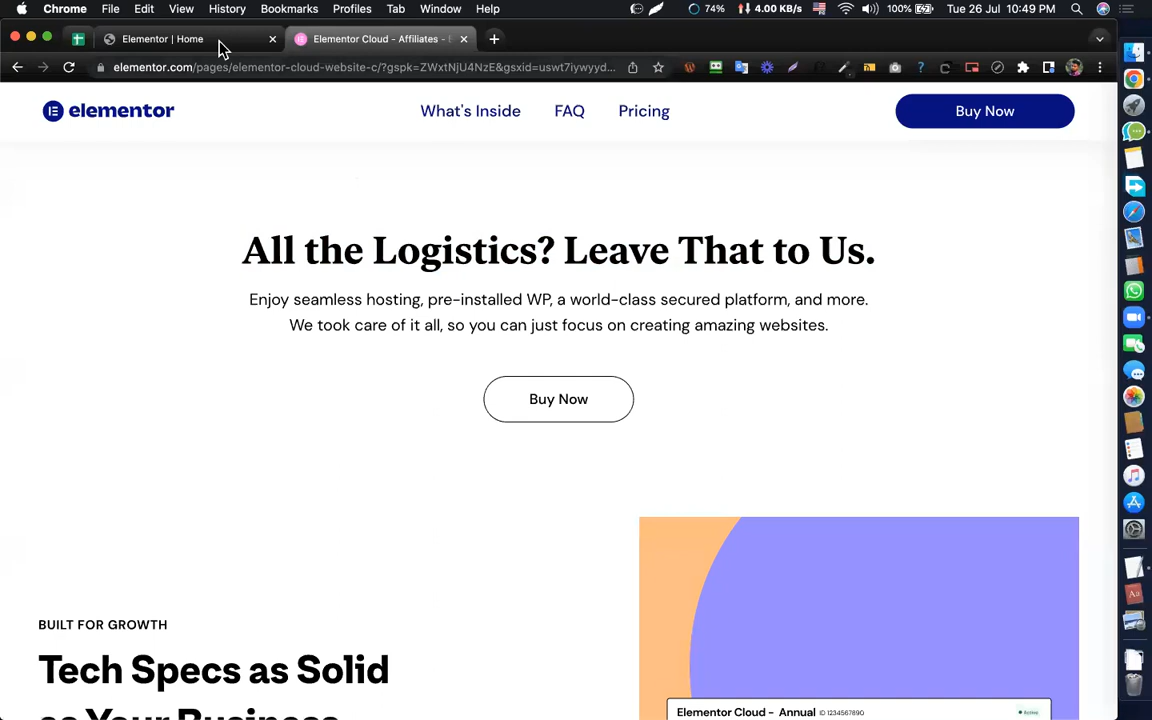 Chrome File Edit View History Bookmarks Profiles Tab Window Help 74% 4.00 KB/s 100% Tue 26 Jul 10:49 PM
Elementor | Home
Elementor Cloud - Affiliates -
elementor.com/pages/elementor-cloud-website-c/?gspk=ZWxtNjU4NzE&gsxid=uswt7iywyyd...
elementor
What's Inside
FAQ
Pricing
Buy Now
All the Logistics? Leave That to Us.
Enjoy seamless hosting, pre-installed WP, a world-class secured platform, and more.
We took care of it all, so you can just focus on creating amazing websites.
Buy Now
BUILT FOR GROWTH
Tech Specs as Solid
as Your Business
Elementor Cloud - Annual ID 1234567890
Active